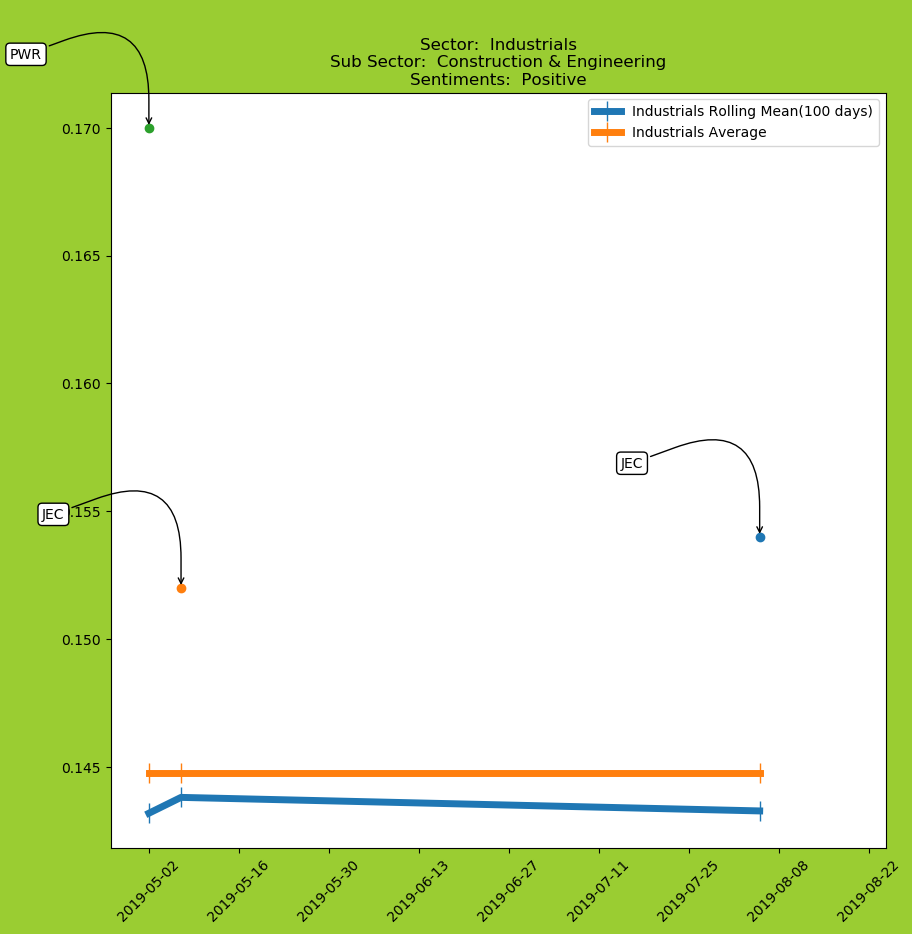 PWR
Sector:  Industrials
Sub Sector:  Construction & Engineering
Sentiments:  Positive
Industrials Rolling Mean(100 days)
Industrials Average
0.170
0.165
0.160
JEC
JEC
.155
0.150
0.145
2019-05-02
2019-05-16
2019-05-30
2019-06-13
2019-06-27
2019-07-11
2019-07-25
2019-08-08
2019-08-22